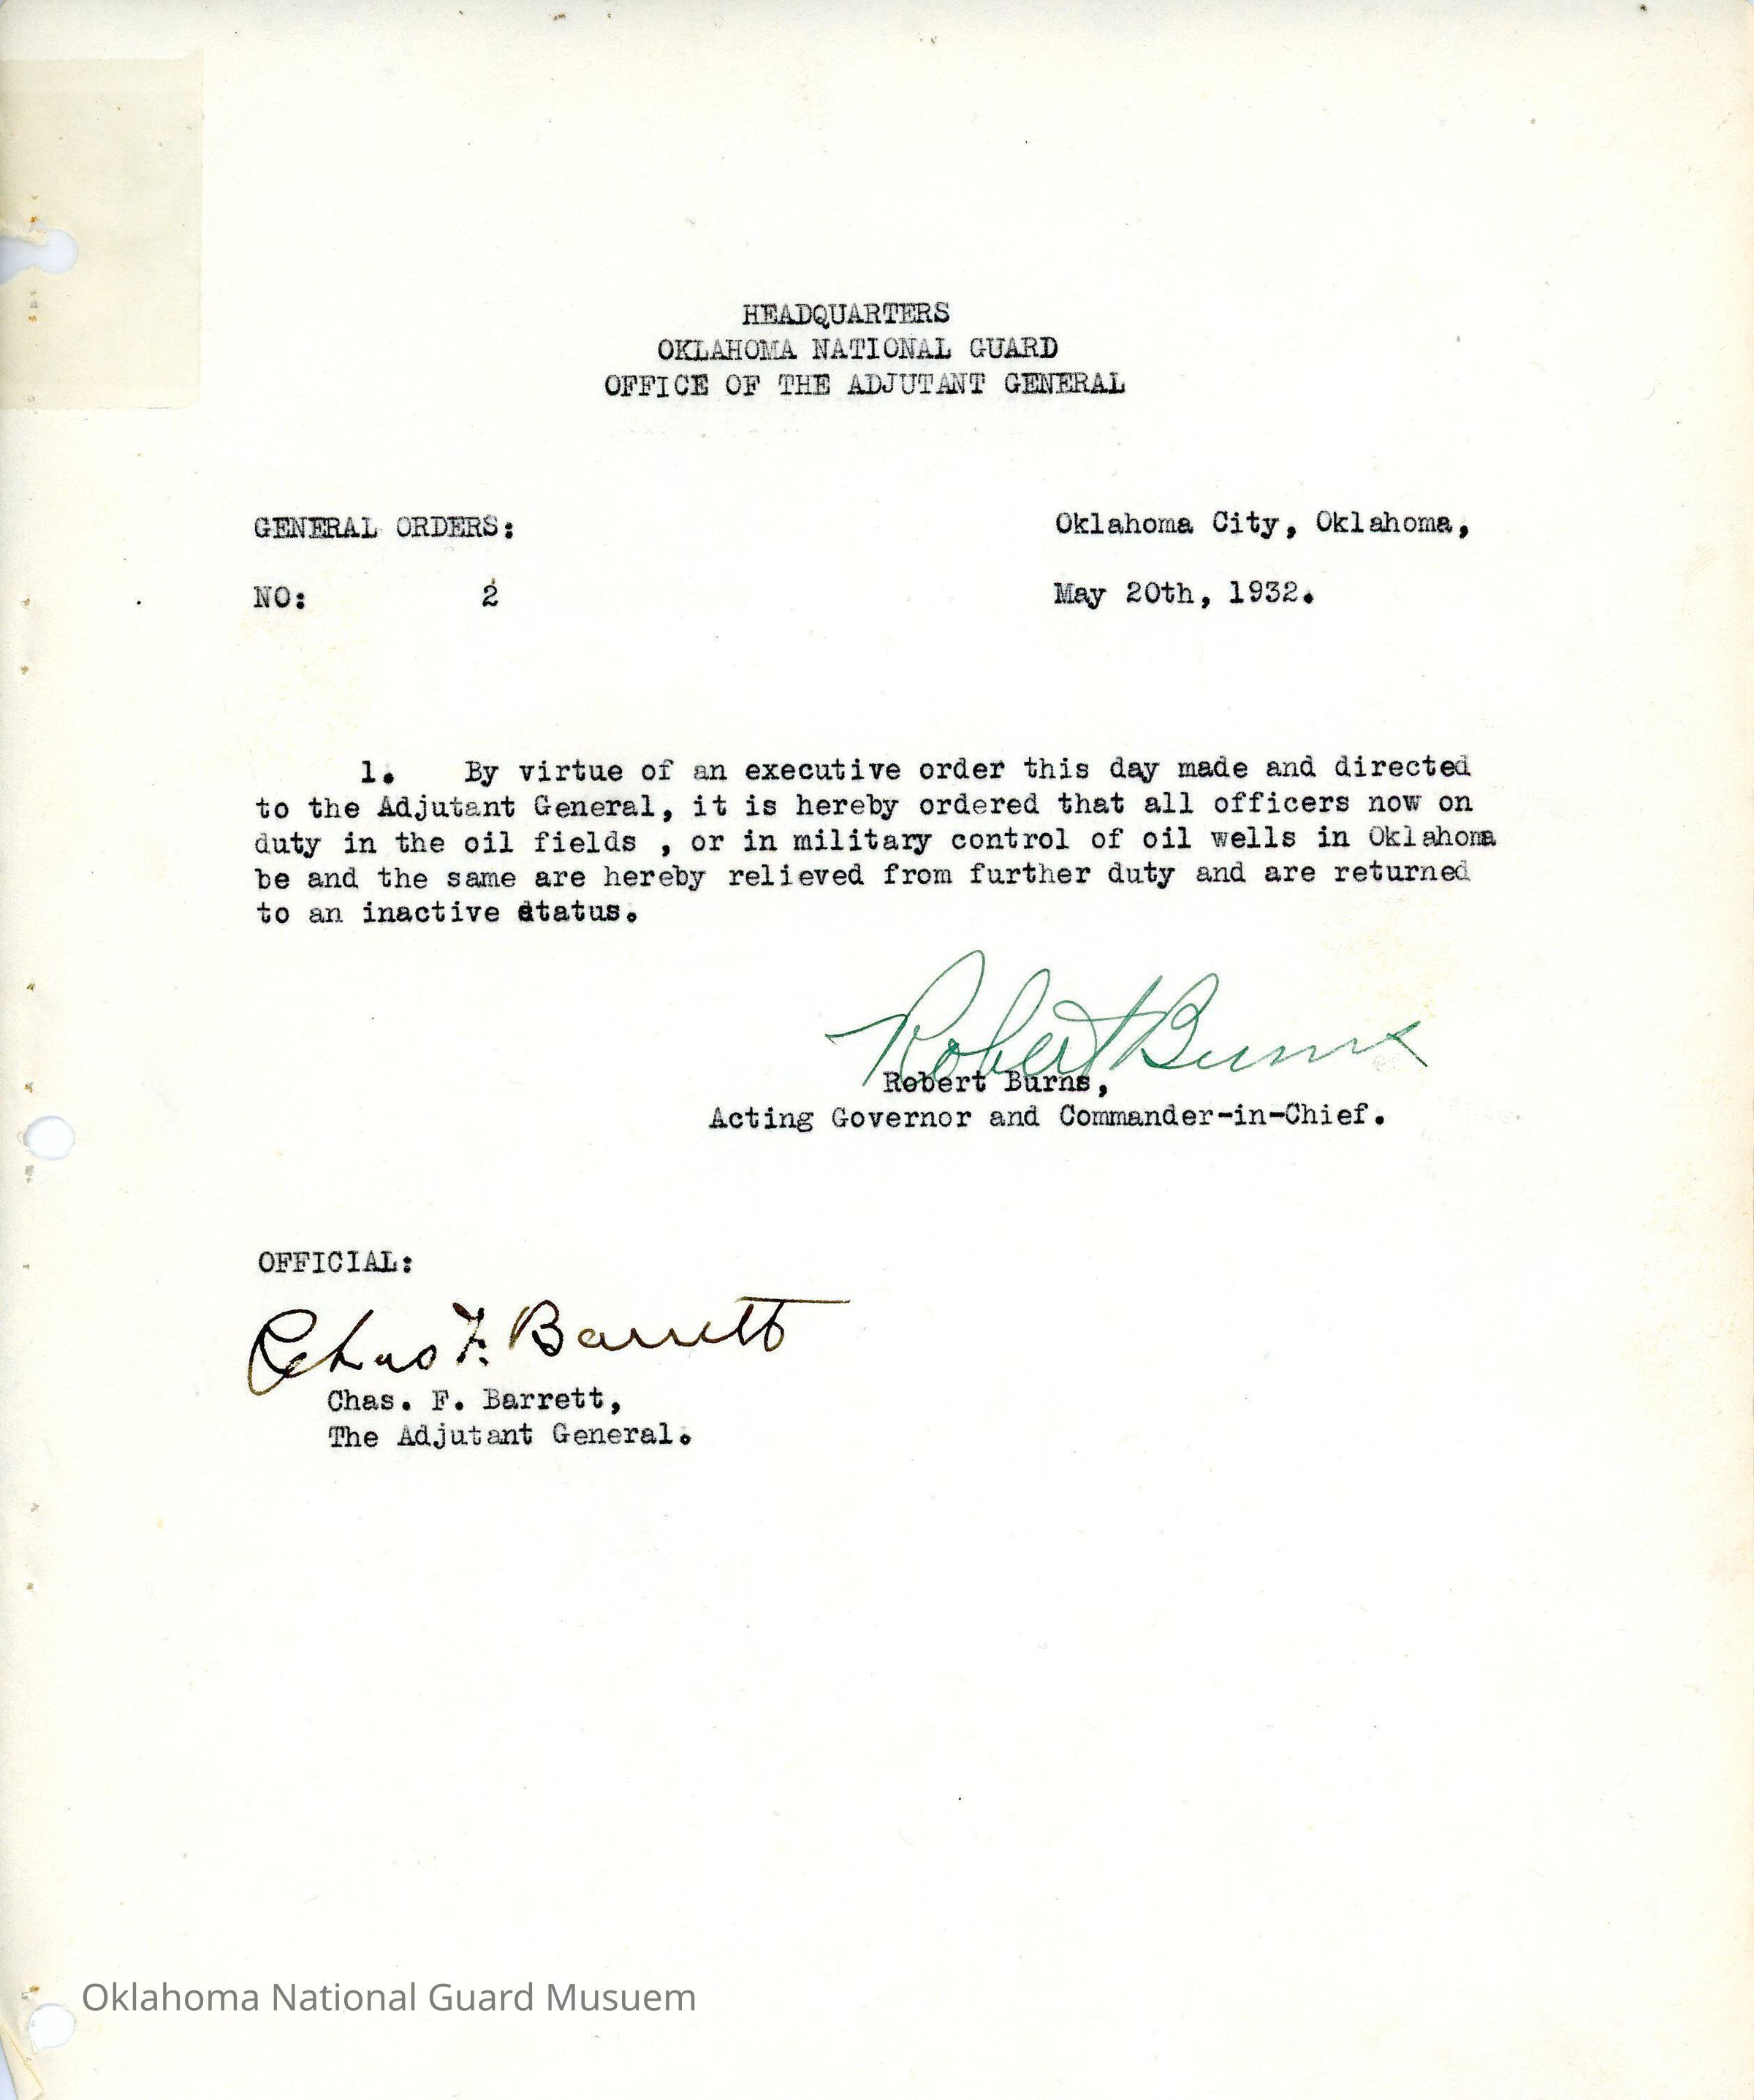 HEADQUARTERS
OKLAHOMA NATIONAL GUARD
OFFICE OF THE ADJUTANT GENERAL
GENERAL ORDERS: Oklahoma City, Oklahoma,
NO: 2 May 20th, 1932.
1. By virtue of an executive order this day made and directed
to the Adjutant General, it is hereby ordered that all officers now on
duty in the oil fields , or in military control of oil wells in Oklahoma
be and the same are hereby relieved from further duty and are returned
to an inactive status.
Robert Burns
Robert Burns,
Acting Governor and Commander-in-Chief.
OFFICIAL:
Chas F. Barrett
Chas. F. Barrett,
The Adjutant General.
Oklahoma National Guard Musuem